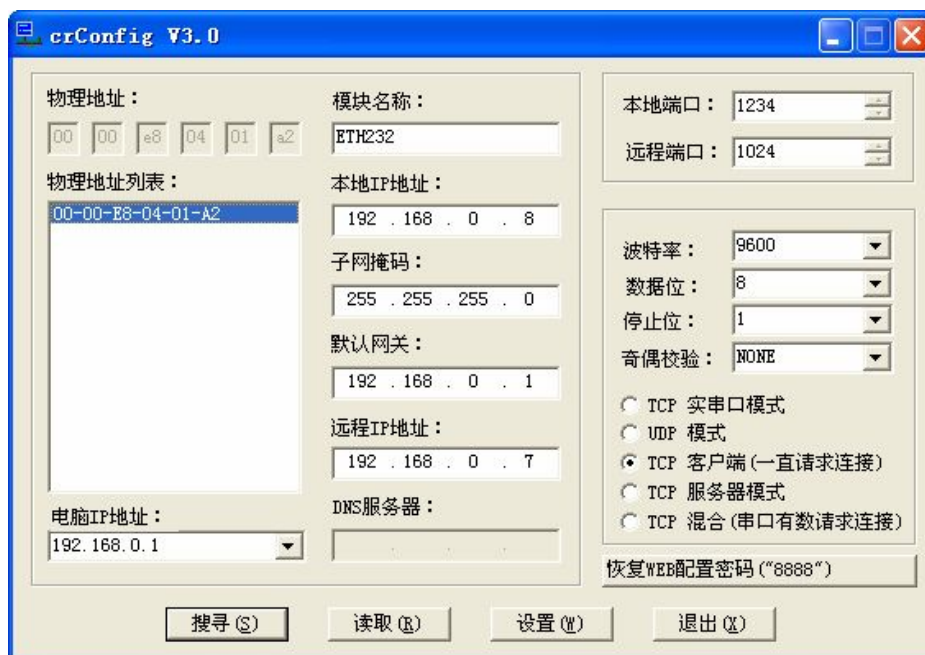 crConfig V3.0
物理地址：
00 00 e8 04 01 a2
物理地址列表：
00-00-E8-04-01-A2
电脑IP地址：
192.168.0.1
模块名称：
ETH232
本地IP地址：
192 . 168 . 0 . 8
子网掩码：
255 . 255 . 255 . 0
默认网关：
192 . 168 . 0 . 1
远程IP地址：
192 . 168 . 0 . 7
DNS服务器：
. . .
本地端口： 1234
远程端口： 1024
波特率： 9600
数据位： 8
停止位： 1
奇偶校验： NONE
TCP 实串口模式
UDP 模式
TCP 客户端(一直请求连接)
TCP 服务器模式
TCP 混合(串口有数请求连接)
恢复WEB配置密码("8888")
搜寻(S) 读取(R) 设置(W) 退出(X)